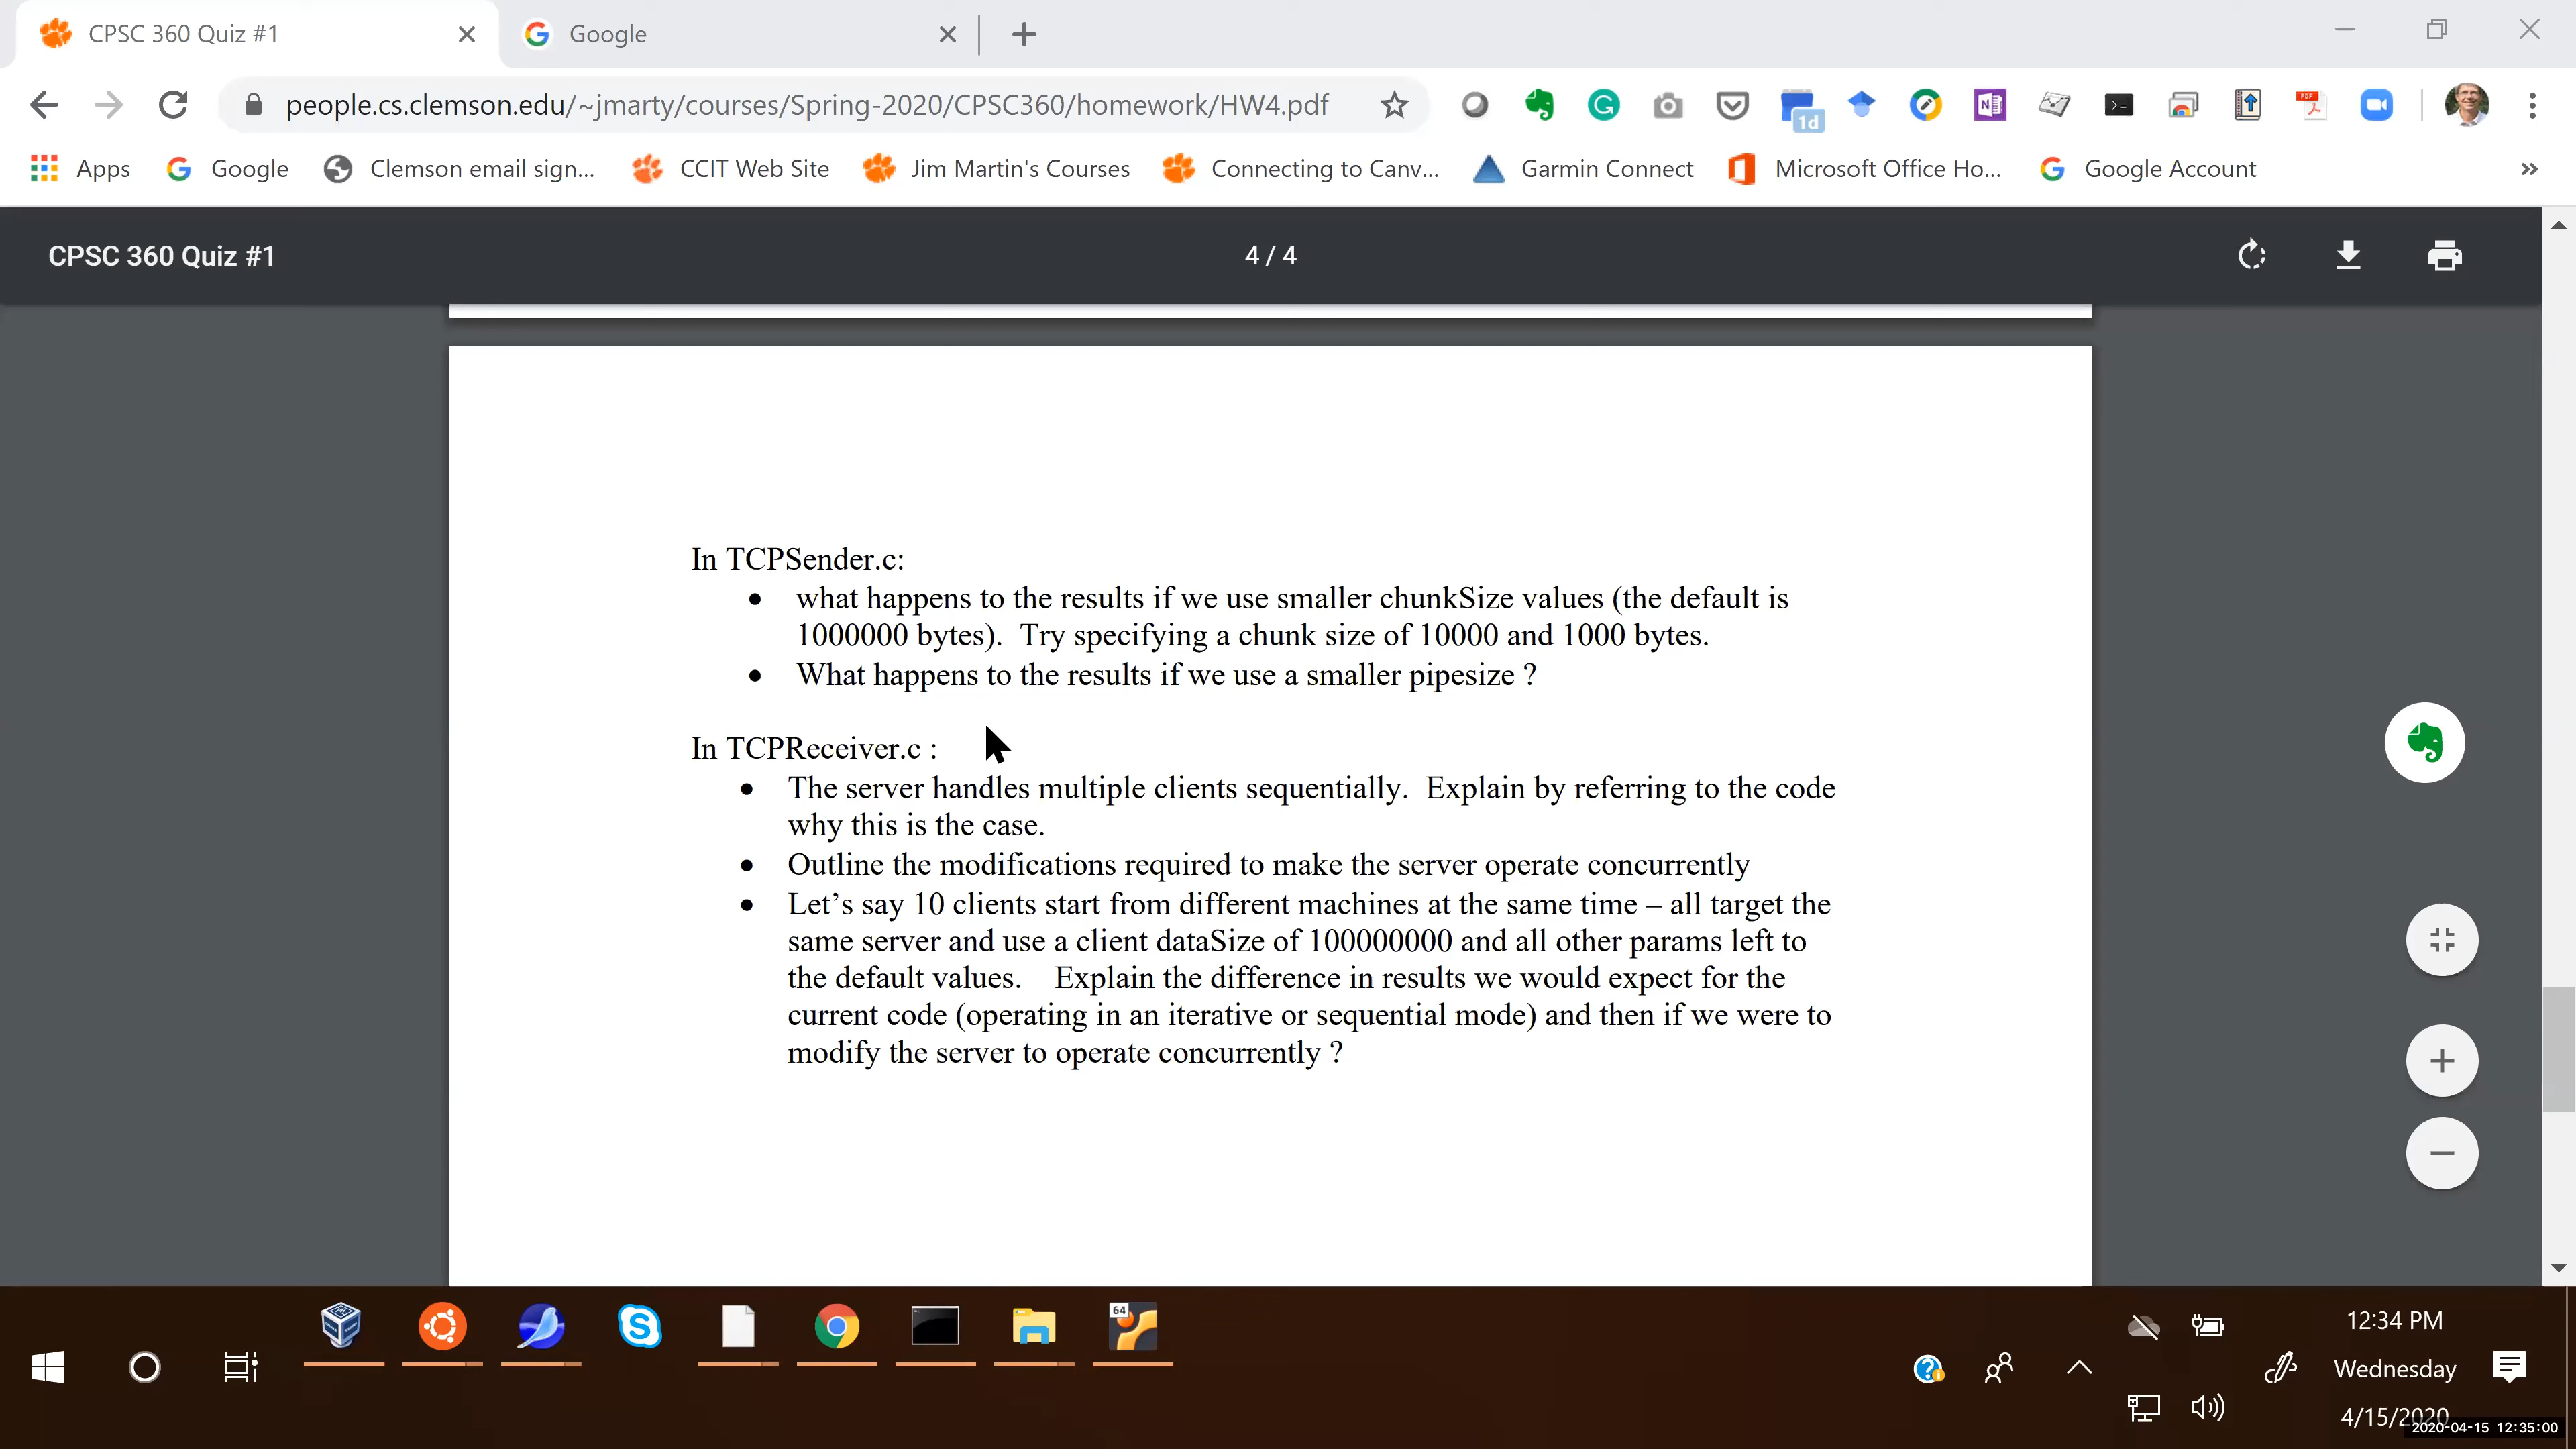 CPSC 360 Quiz #1
Google
people.cs.clemson.edu/~jmarty/courses/Spring-2020/CPSC360/homework/HW4.pdf
1d
Apps
Google
Clemson email sign...
CCIT Web Site
Jim Martin's Courses
Connecting to Canv...
Garmin Connect
Microsoft Office Ho...
Google Account
»
CPSC 360 Quiz #1
4 / 4
In TCPSender.c:
• what happens to the results if we use smaller chunkSize values (the default is
1000000 bytes). Try specifying a chunk size of 10000 and 1000 bytes.
• What happens to the results if we use a smaller pipesize ?
In TCPReceiver.c :
• The server handles multiple clients sequentially. Explain by referring to the code
why this is the case.
• Outline the modifications required to make the server operate concurrently
• Let's say 10 clients start from different machines at the same time – all target the
same server and use a client dataSize of 100000000 and all other params left to
the default values. Explain the difference in results we would expect for the
current code (operating in an iterative or sequential mode) and then if we were to
modify the server to operate concurrently ?
64
12:34 PM
Wednesday
4/15/2020
2020-04-15 12:35:00